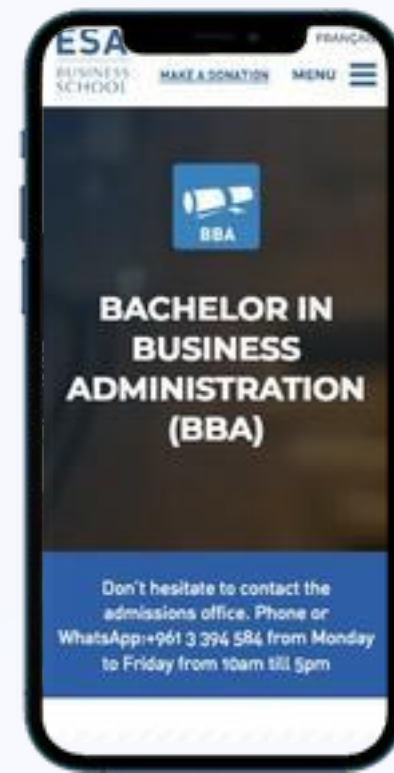 ESA
BUSINESS
SCHOOL
MAKE A DONATION
MENU
FRANÇAIS
BBA
BACHELOR IN
BUSINESS
ADMINISTRATION
(BBA)
Don't hesitate to contact the
admissions office. Phone or
WhatsApp:+961 3 394 584 from Monday
to Friday from 10am till 5pm